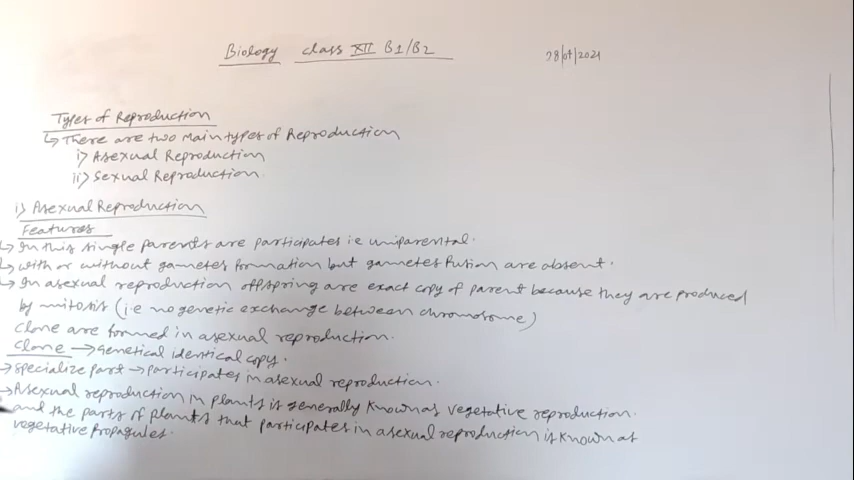 Biology class XII B1/B2
28/04/2021
Types of Reproduction
↳ There are two main types of Reproduction
i) Asexual Reproduction
ii) Sexual Reproduction.
i) Asexual Reproduction
Features
↳ In this single parents are participates i.e uniparental.
↳ with or without gametes formation but gametes fusion are absent.
↳ In asexual reproduction offspring are exact copy of parent because they are produced
by mitosis (i.e no genetic exchange between chromosome)
Clone are formed in asexual reproduction.
Clone → Genetical identical copy.
→ Specialize part → participates in asexual reproduction.
→ Asexual reproduction in plants is generally known as vegetative reproduction.
and the parts of plants that participates in asexual reproduction is known as
vegetative propagules.